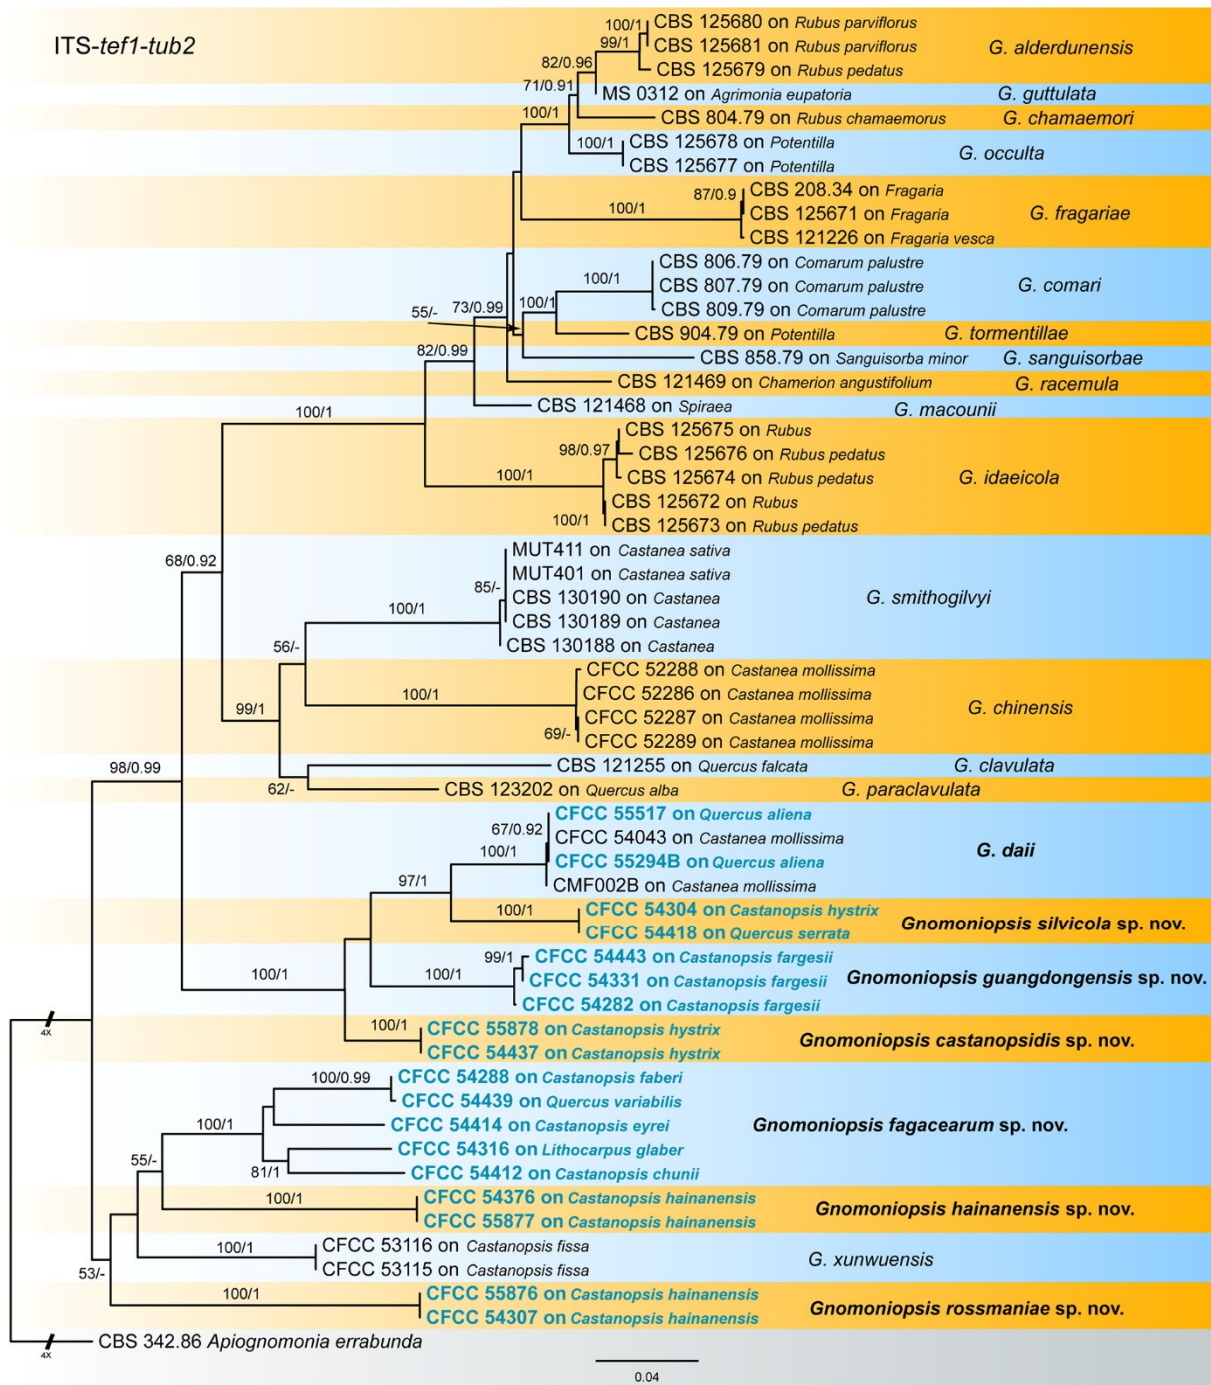 ITS-tef1-tub2
100/1
CBS 125680 on Rubus parviflorus
99/1
CBS 125681 on Rubus parviflorus
G. alderdunensis
82/0.96
CBS 125679 on Rubus pedatus
71/0.91
MS 0312 on Agrimonia eupatoria
G. guttulata
100/1
CBS 804.79 on Rubus chamaemorus
G. chamaemori
100/1
CBS 125678 on Potentilla
CBS 125677 on Potentilla
G. occulta
87/0.9
CBS 208.34 on Fragaria
100/1
CBS 125671 on Fragaria
G. fragariae
CBS 121226 on Fragaria vesca
CBS 806.79 on Comarum palustre
100/1
CBS 807.79 on Comarum palustre
G. comari
55/-
73/0.99
100/1
CBS 809.79 on Comarum palustre
CBS 904.79 on Potentilla
G. tormentillae
82/0.99
CBS 858.79 on Sanguisorba minor
G. sanguisorbae
CBS 121469 on Chamerion angustifolium
G. racemula
100/1
CBS 121468 on Spiraea
G. macounii
CBS 125675 on Rubus
98/0.97
CBS 125676 on Rubus pedatus
100/1
CBS 125674 on Rubus pedatus
G. idaeicola
CBS 125672 on Rubus
100/1
CBS 125673 on Rubus pedatus
68/0.92
MUT411 on Castanea sativa
MUT401 on Castanea sativa
85/-
CBS 130190 on Castanea
G. smithogilvyi
100/1
CBS 130189 on Castanea
56/-
CBS 130188 on Castanea
CFCC 52288 on Castanea mollissima
100/1
CFCC 52286 on Castanea mollissima
99/1
CFCC 52287 on Castanea mollissima
G. chinensis
69/-
CFCC 52289 on Castanea mollissima
98/0.99
CBS 121255 on Quercus falcata
G. clavulata
62/-
CBS 123202 on Quercus alba
G. paraclavulata
CFCC 55517 on Quercus aliena
67/0.92
CFCC 54043 on Castanea mollissima
G. daii
100/1
CFCC 55294B on Quercus aliena
97/1
CMF002B on Castanea mollissima
100/1
CFCC 54304 on Castanopsis hystrix
Gnomoniopsis silvicola sp. nov.
CFCC 54418 on Quercus serrata
99/1
CFCC 54443 on Castanopsis fargesii
100/1
100/1
CFCC 54331 on Castanopsis fargesii
Gnomoniopsis guangdongensis sp. nov.
CFCC 54282 on Castanopsis fargesii
4X
100/1
CFCC 55878 on Castanopsis hystrix
Gnomoniopsis castanopsidis sp. nov.
CFCC 54437 on Castanopsis hystrix
100/0.99
CFCC 54288 on Castanopsis faberi
CFCC 54439 on Quercus variabilis
100/1
CFCC 54414 on Castanopsis eyrei
Gnomoniopsis fagacearum sp. nov.
CFCC 54316 on Lithocarpus glaber
55/-
81/1
CFCC 54412 on Castanopsis chunii
100/1
CFCC 54376 on Castanopsis hainanensis
Gnomoniopsis hainanensis sp. nov.
CFCC 55877 on Castanopsis hainanensis
100/1
CFCC 53116 on Castanopsis fissa
G. xunwuensis
53/-
CFCC 53115 on Castanopsis fissa
100/1
CFCC 55876 on Castanopsis hainanensis
Gnomoniopsis rossmaniae sp. nov.
CFCC 54307 on Castanopsis hainanensis
CBS 342.86 Apiognomonia errabunda
4X
0.04